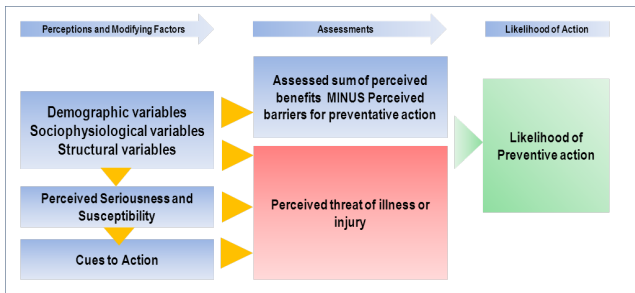 Perceptions and Modifying Factors
Assessments
Likelihood of Action
Demographic variables
Sociophysiological variables
Structural variables
Perceived Seriousness and
Susceptibility
Cues to Action
Assessed sum of perceived
benefits MINUS Perceived
barriers for preventative action
Perceived threat of illness or
injury
Likelihood of
Preventive action